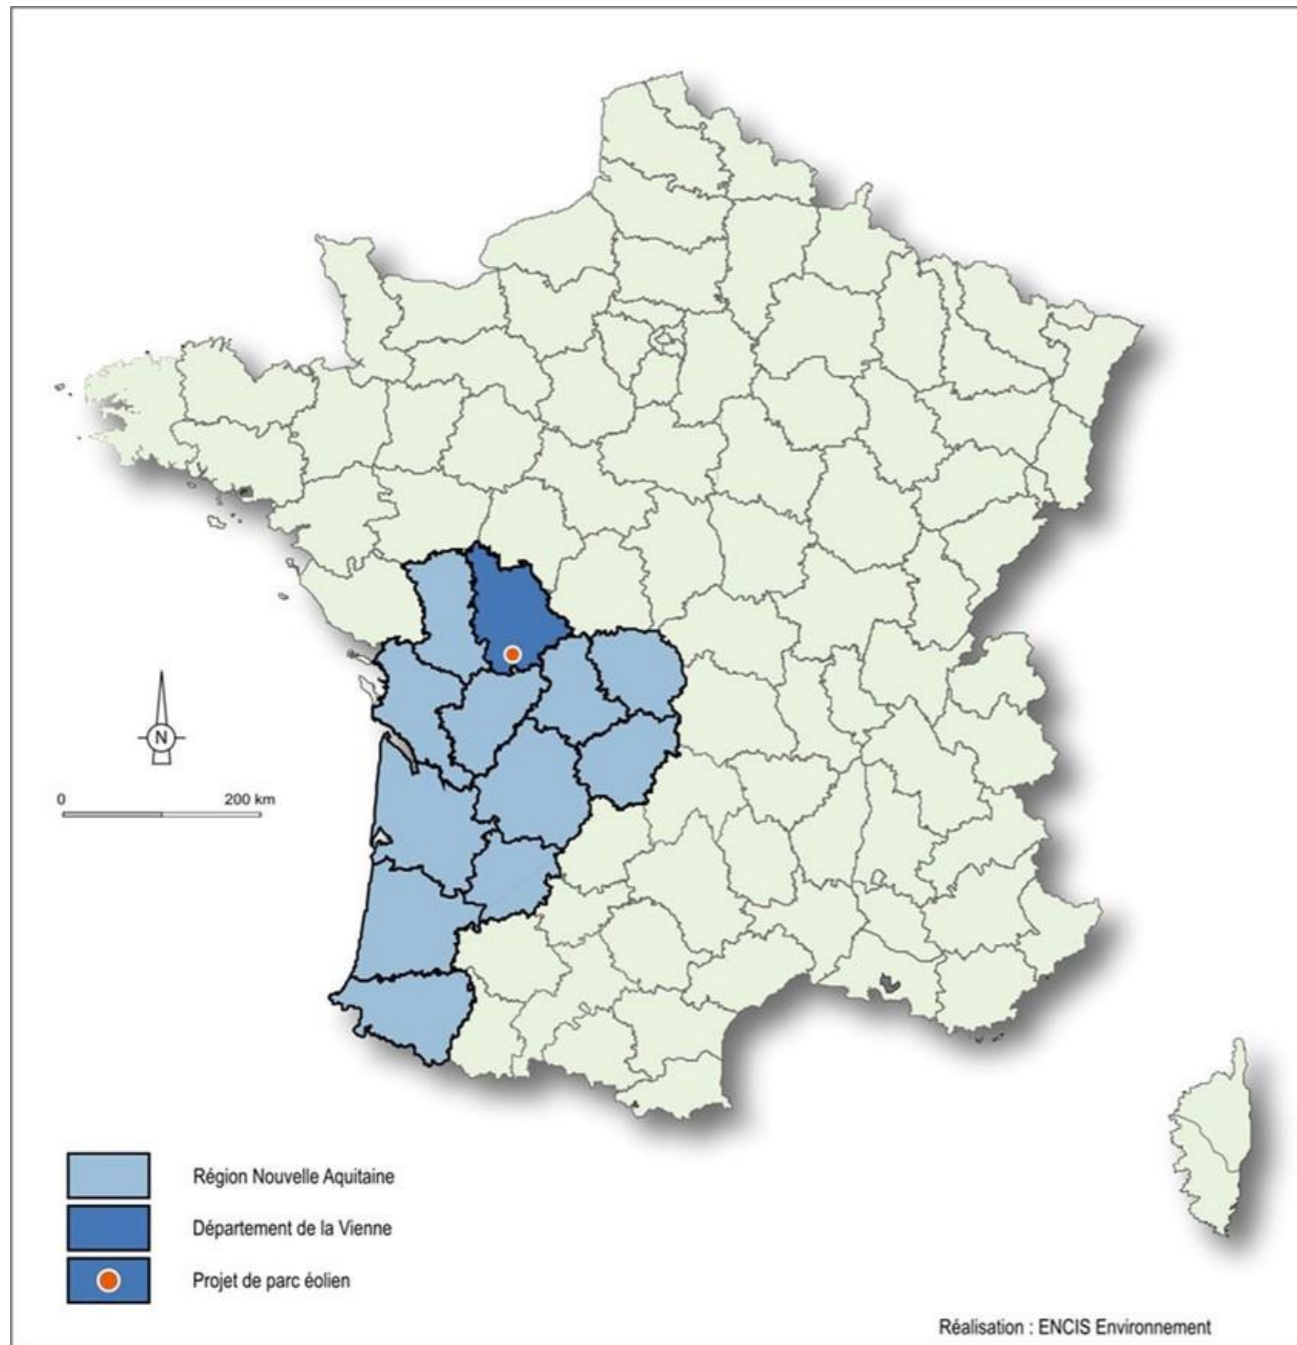 N
0 200 km
Région Nouvelle Aquitaine
Département de la Vienne
Projet de parc éolien
Réalisation : ENCIS Environnement